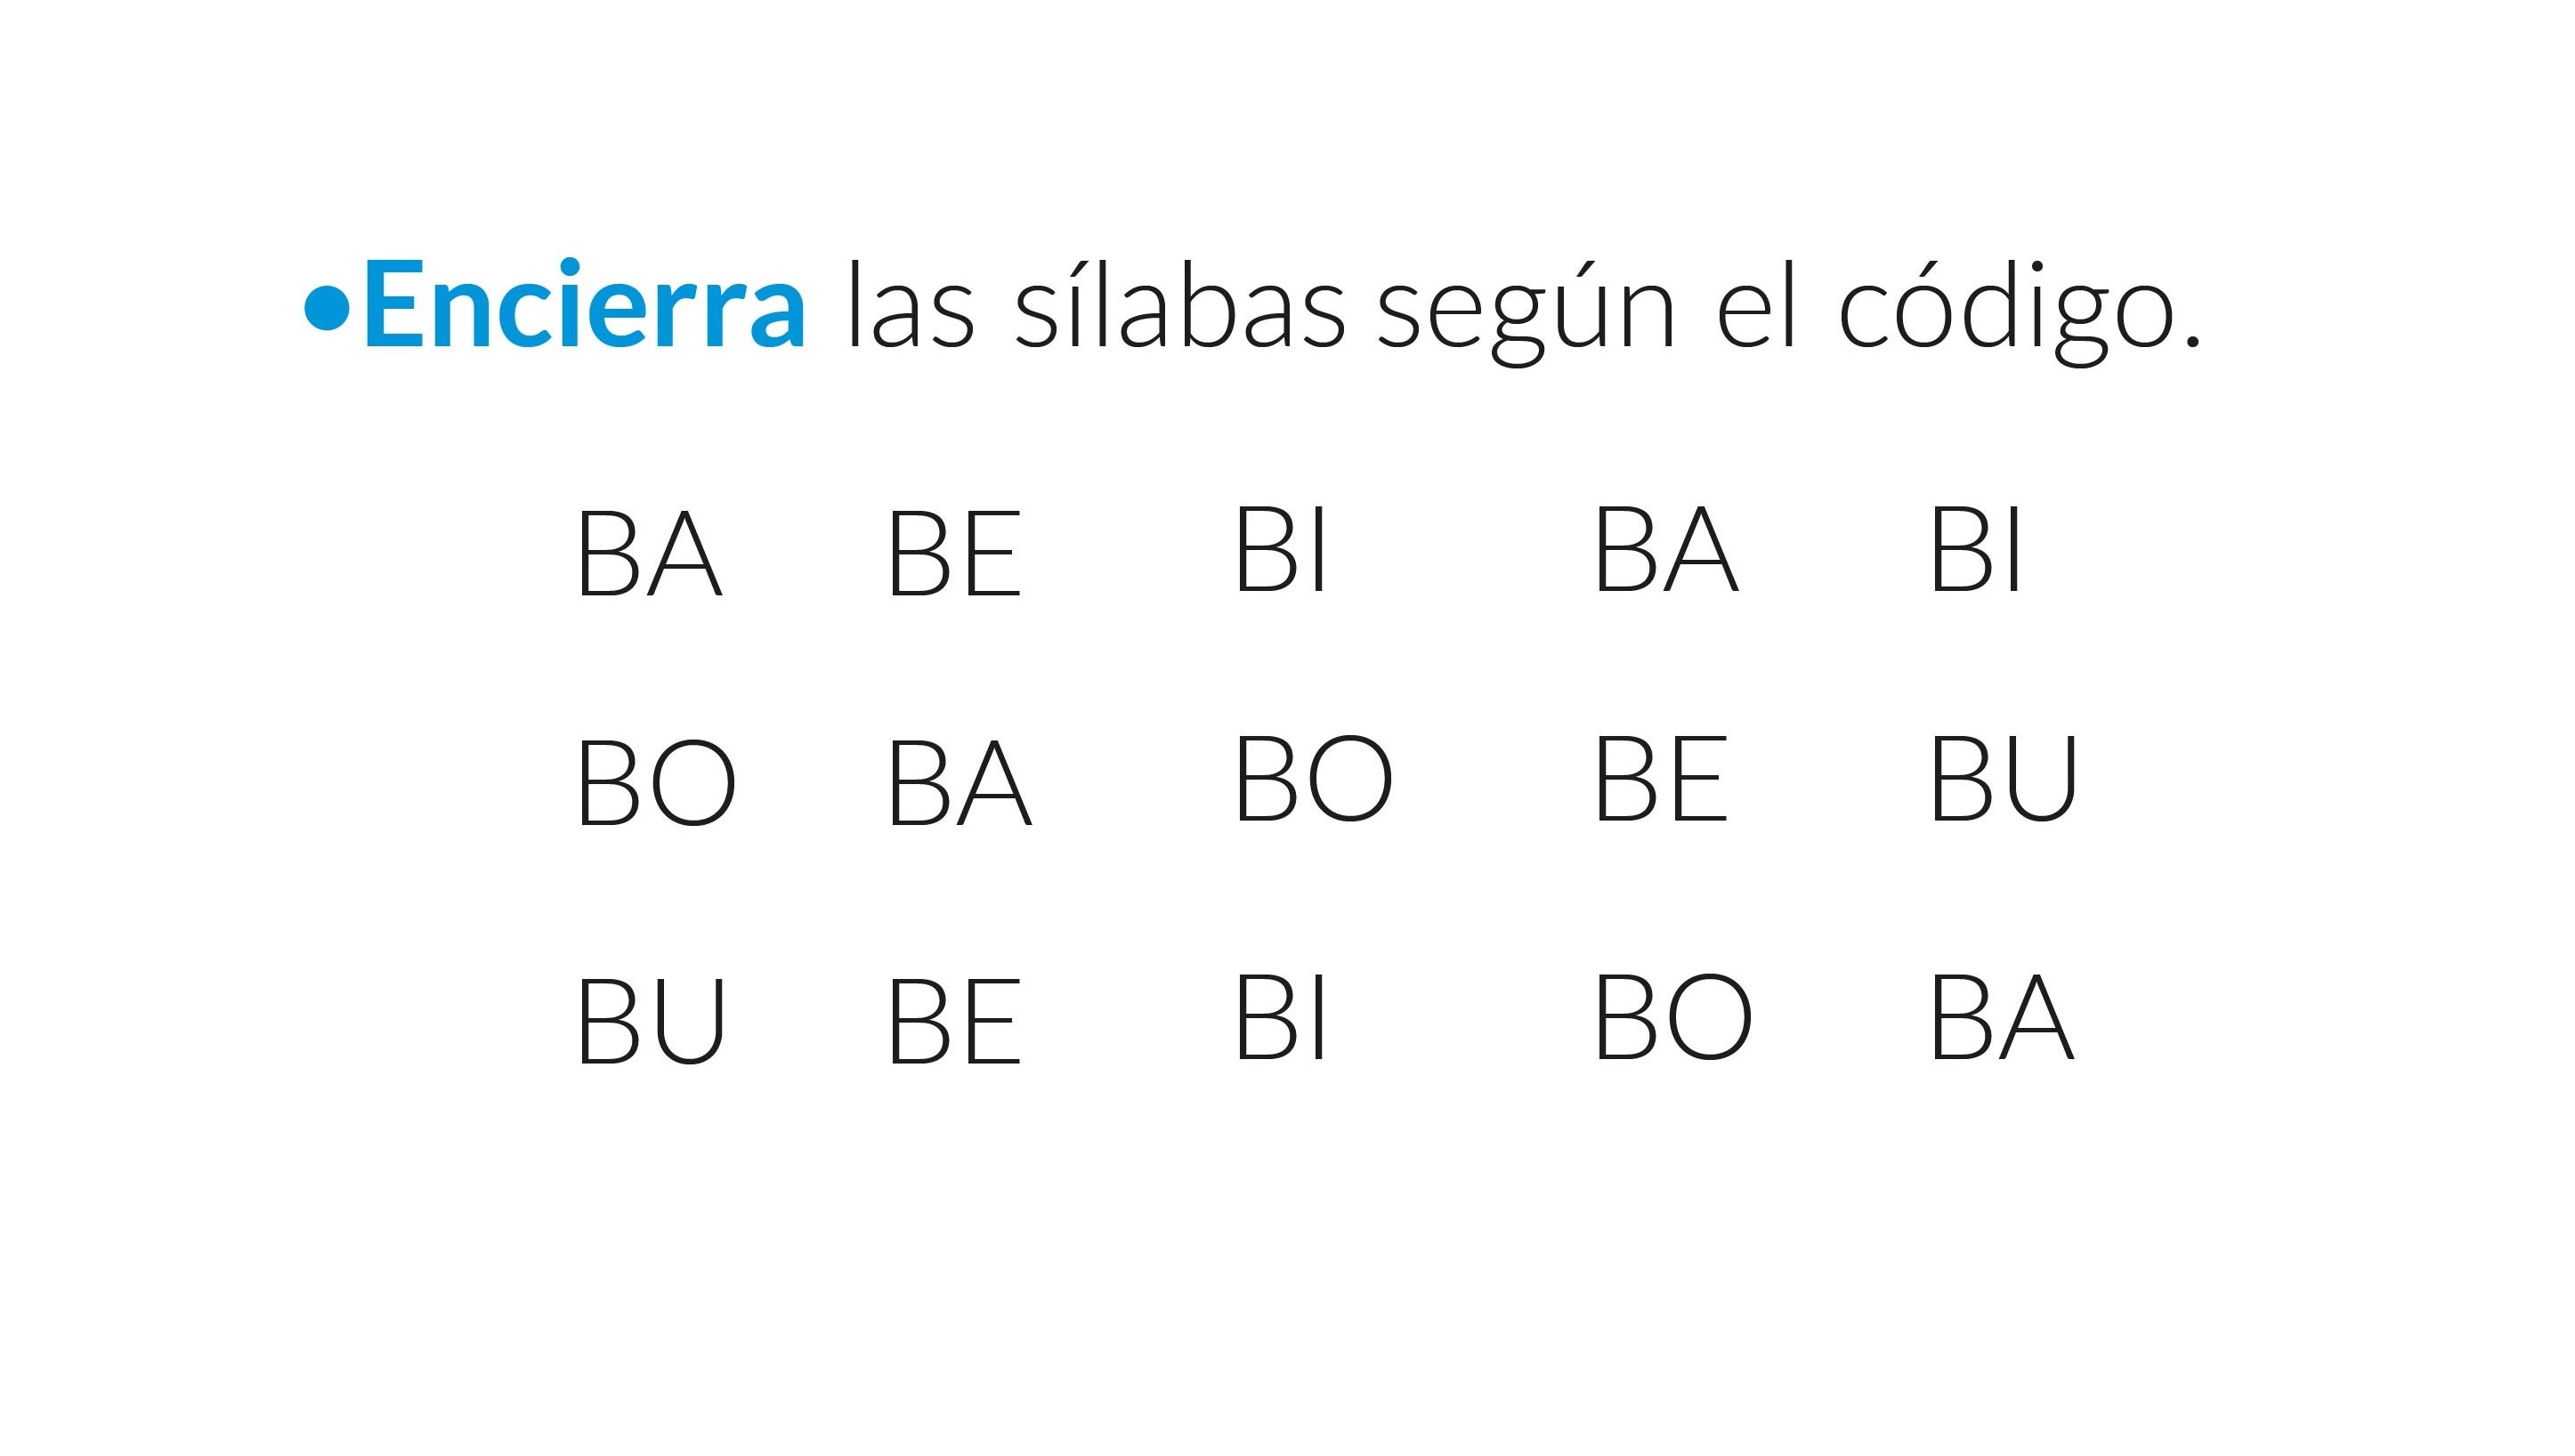 •Encierra las sílabas según el código.
BA BE BI BA BI
BO BA BO BE BU
BU BE BI BO BA